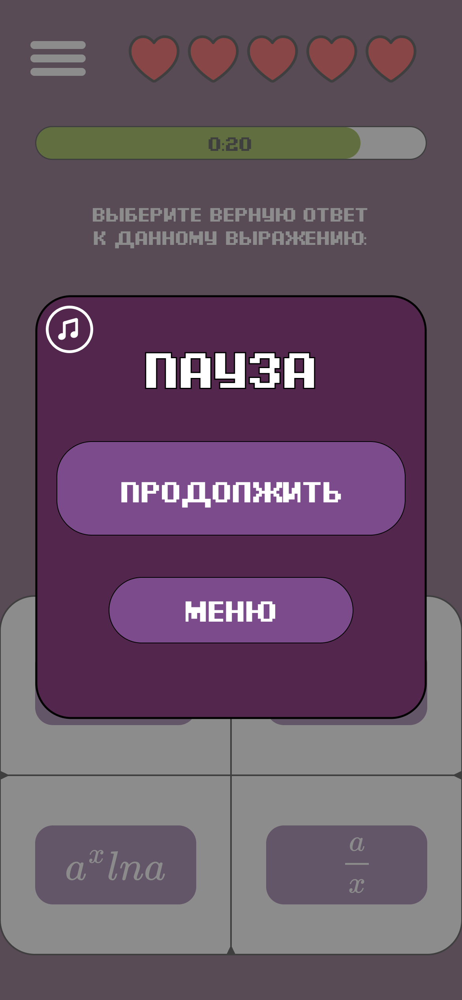 0:20
ВЫБЕРИТЕ ВЕРНУЮ ОТВЕТ
К ДАННОМУ ВЫРАЖЕНИЮ:
ПАУЗА
ПРОДОЛЖИТЬ
МЕНЮ
a^x lna
a/x